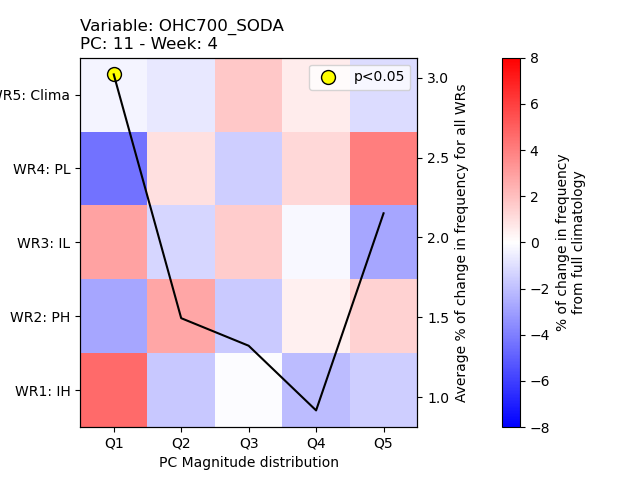 Variable: OHC700_SODA
PC: 11 - Week: 4
p<0.05
WR5: Clima
WR4: PL
WR3: IL
WR2: PH
WR1: IH
Q1 Q2 Q3 Q4 Q5
PC Magnitude distribution
3.0
2.5
2.0
1.5
1.0
Average % of change in frequency for all WRs
8
6
4
2
0
−2
−4
−6
−8
% of change in frequency
from full climatology